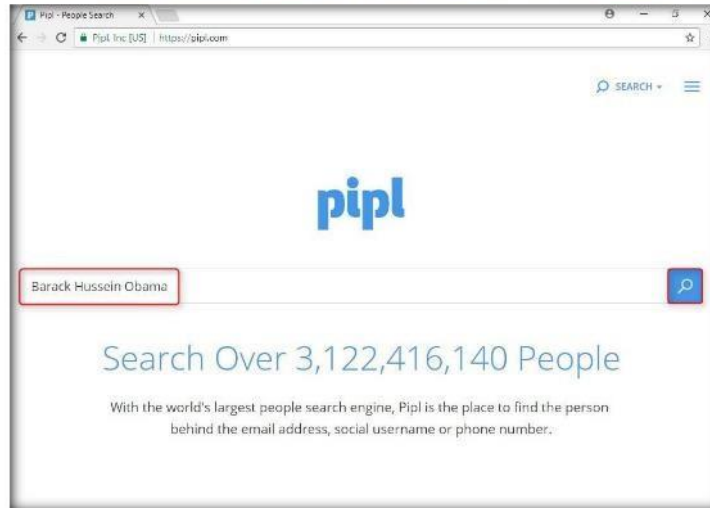 Pipl - People Search
Pipl Inc [US] | https://pipl.com
SEARCH
pipl
Barack Hussein Obama
Search Over 3,122,416,140 People
With the world's largest people search engine, Pipl is the place to find the person
behind the email address, social username or phone number.